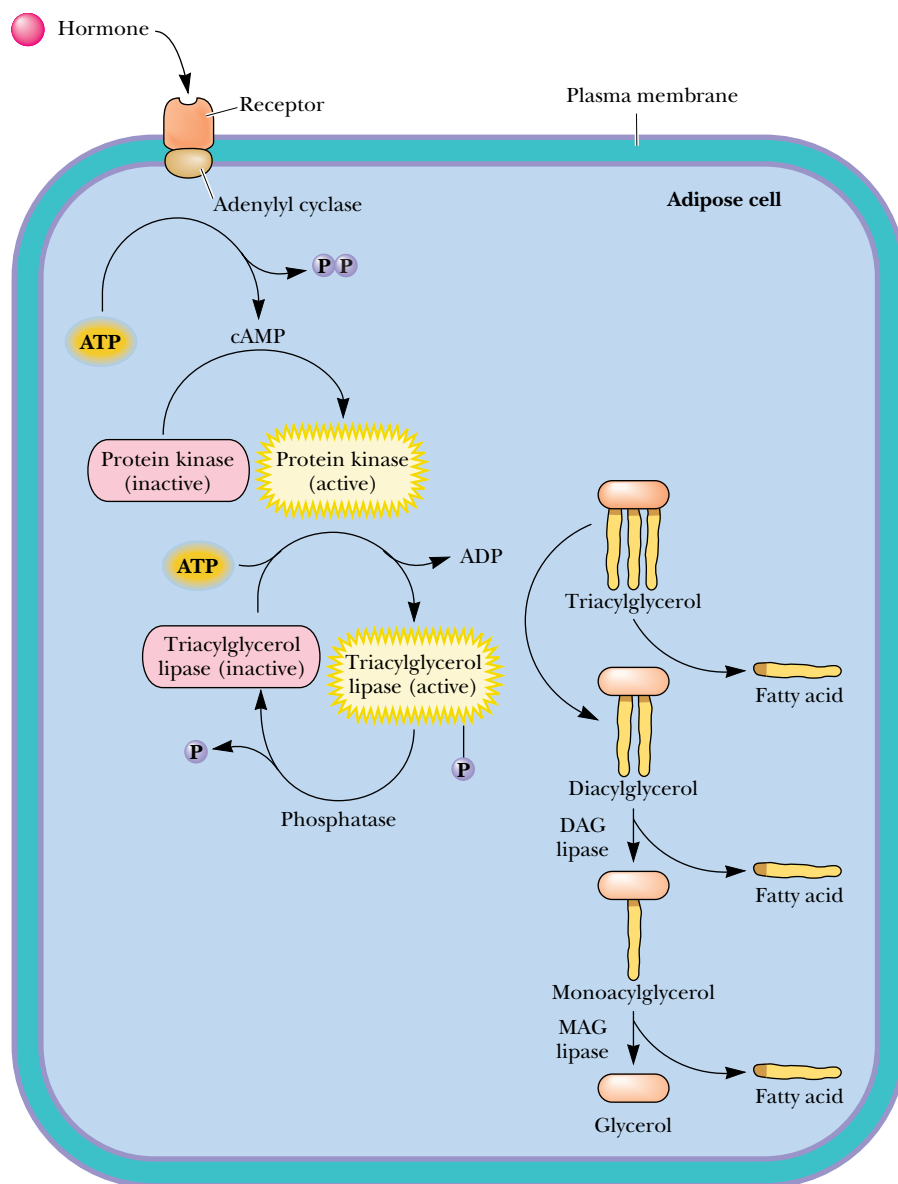 Hormone
Receptor
Plasma membrane
Adenylyl cyclase
Adipose cell
P P
ATP
cAMP
Protein kinase
(inactive)
Protein kinase
(active)
ATP
ADP
Triacylglycerol
Triacylglycerol
lipase (inactive)
Triacylglycerol
lipase (active)
Fatty acid
P
P
Diacylglycerol
Phosphatase
DAG
lipase
Fatty acid
Monoacylglycerol
MAG
lipase
Fatty acid
Glycerol